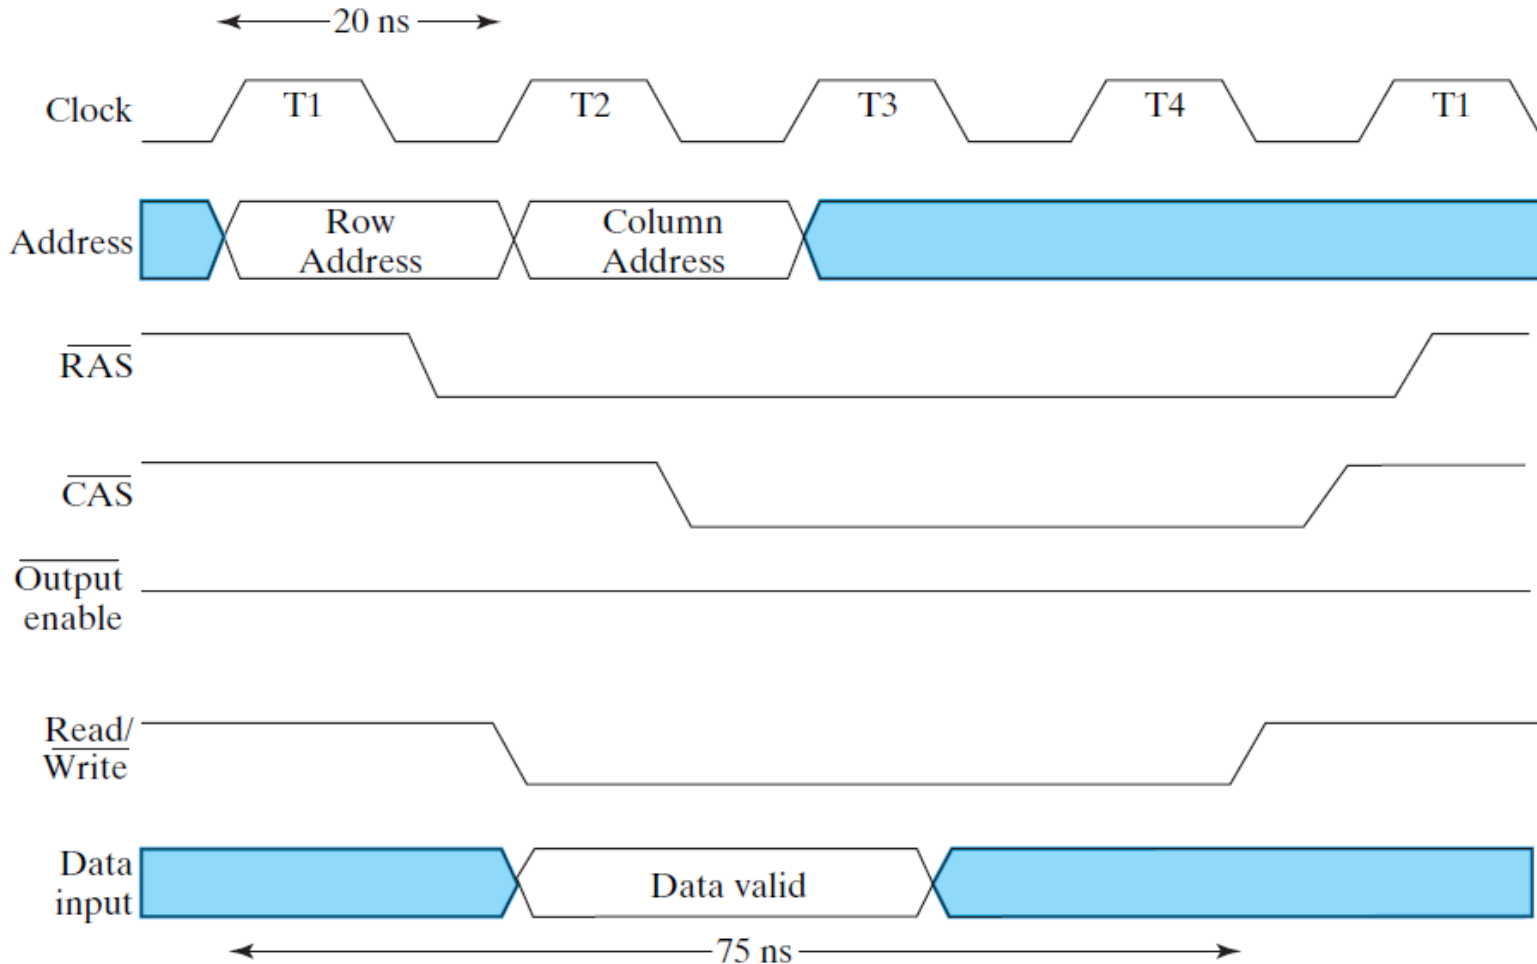 20 ns
Clock
T1
T2
T3
T4
T1
Address
Row
Address
Column
Address
RAS
CAS
Output
enable
Read/
Write
Data
input
Data valid
75 ns